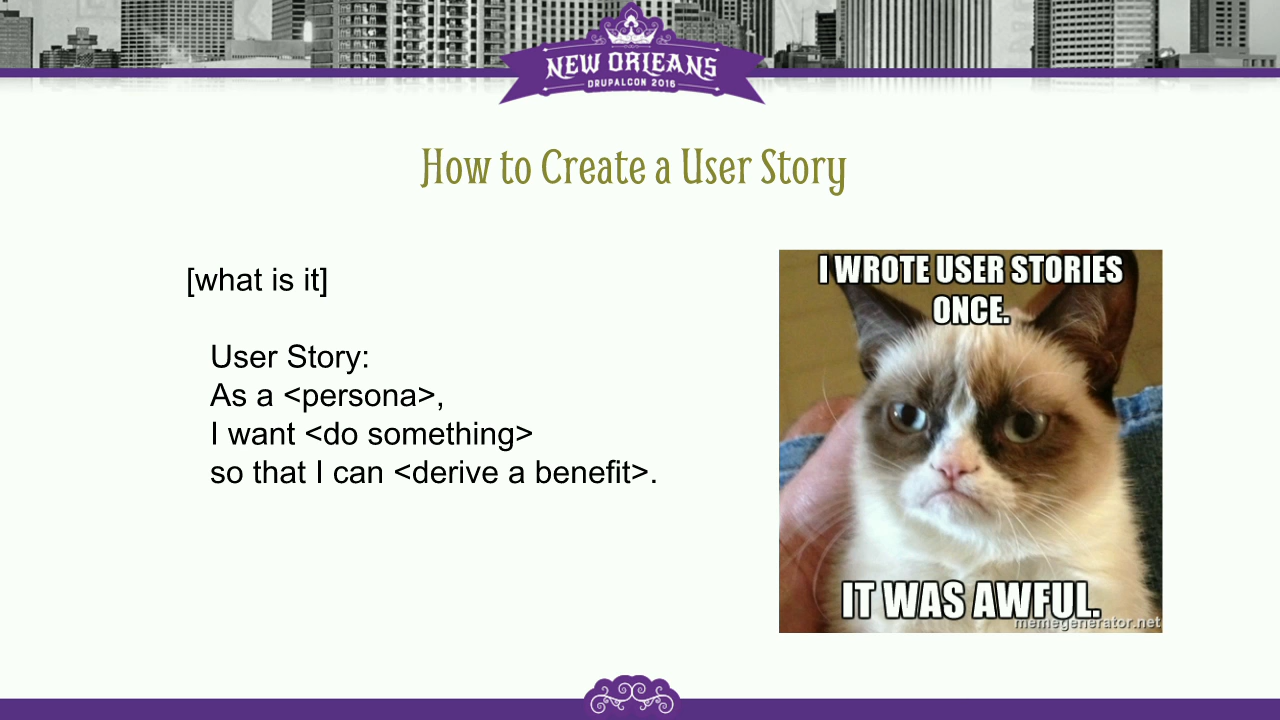 NEW ORLEANS
DRUPALCON 2016
How to Create a User Story
[what is it]
User Story:
As a <persona>,
I want <do something>
so that I can <derive a benefit>.
I WROTE USER STORIES
ONCE.
IT WAS AWFUL.
memegenerator.net